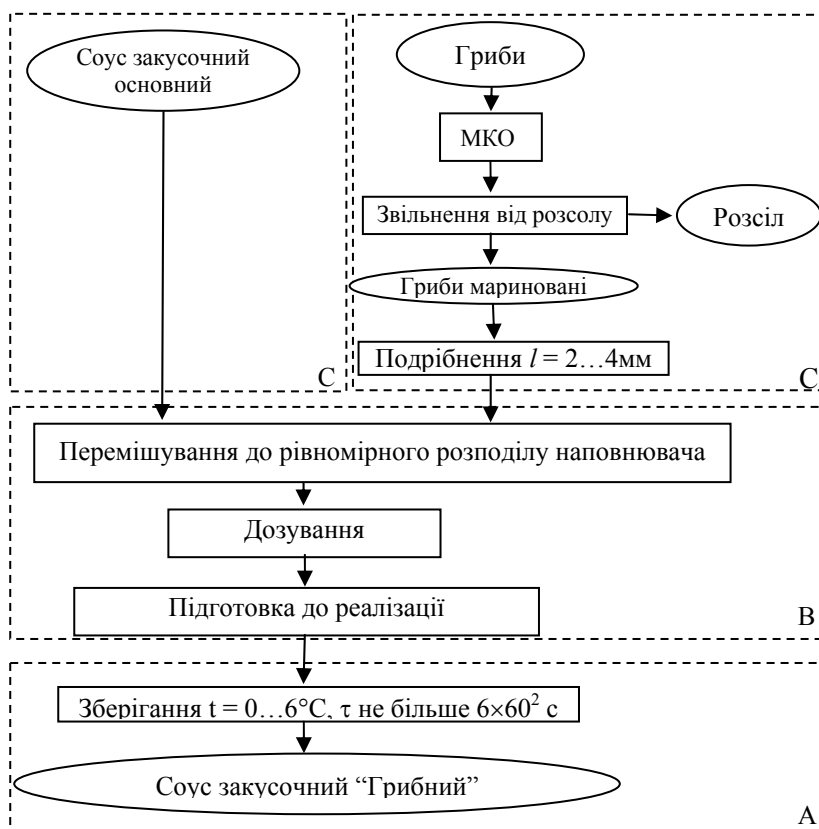 Соус закусочний
основний
Гриби
МКО
Звільнення від розсолу
Розсіл
Гриби мариновані
Подрібнення l = 2…4мм
С
С
Перемішування до рівномірного розподілу наповнювача
Дозування
Підготовка до реалізації
В
Зберігання t = 0…6°С, τ не більше 6×60² с
Соус закусочний “Грибний”
А